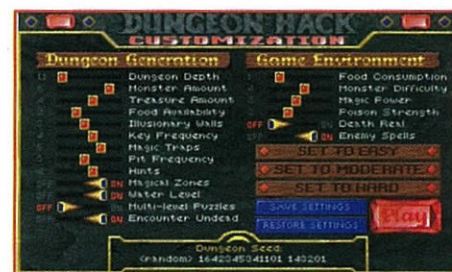 DUNGEON HACK
CUSTOMIZATION
Dungeon Generation
Dungeon Depth
Monster Amount
Treasure Amount
Food Availability
Illusionary Walls
Key Frequency
Magic Traps
Pit Frequency
Hints
ON Magical Zones
ON Water Level
OFF Multi-level Puzzles
ON Encounter Undead
Game Environment
Food Consumption
Monster Difficulty
Magic Power
Poison Strength
OFF Death Real
ON Enemy Spells
SET TO EASY
SET TO MODERATE
SET TO HARD
SAVE SETTINGS
RESTORE SETTINGS
Play
Dungeon Seed: